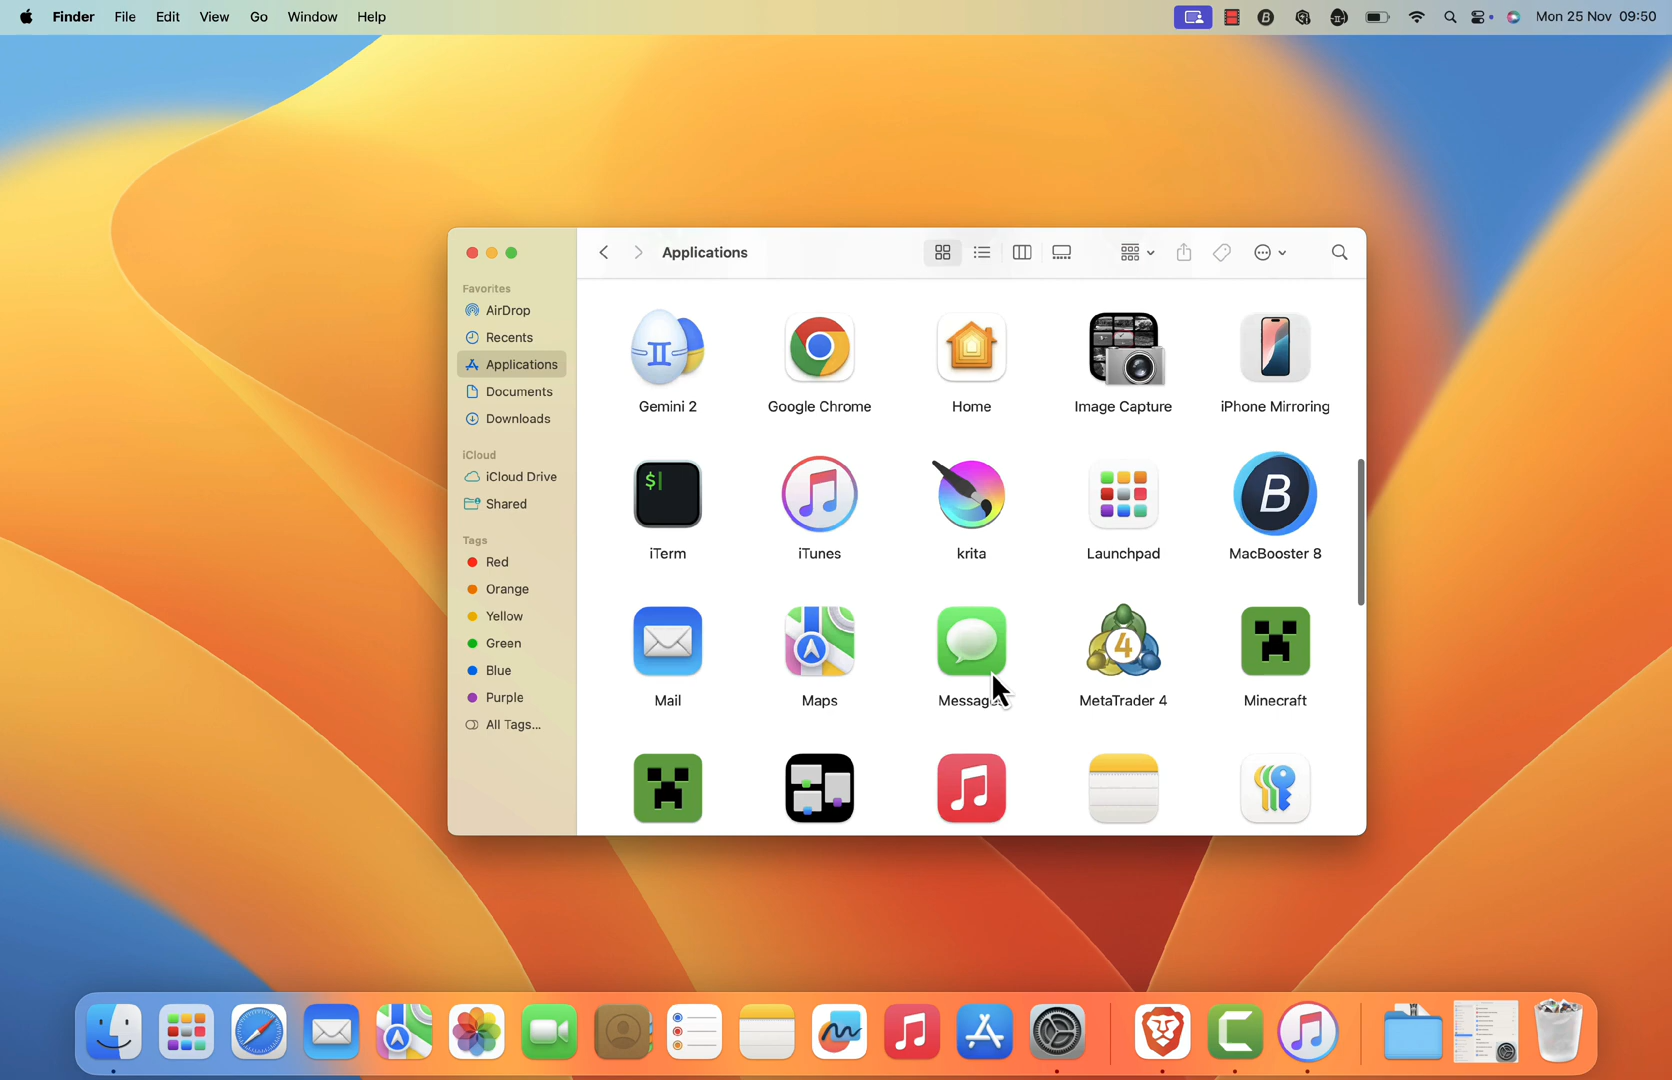 Finder File Edit View Go Window Help
Mon 25 Nov 09:50
Applications
Favorites
AirDrop
Recents
Applications
Documents
Downloads
iCloud
iCloud Drive
Shared
Tags
Red
Orange
Yellow
Green
Blue
Purple
All Tags...
Gemini 2 Google Chrome Home Image Capture iPhone Mirroring
iTerm iTunes krita Launchpad MacBooster 8
Mail Maps Messages MetaTrader 4 Minecraft